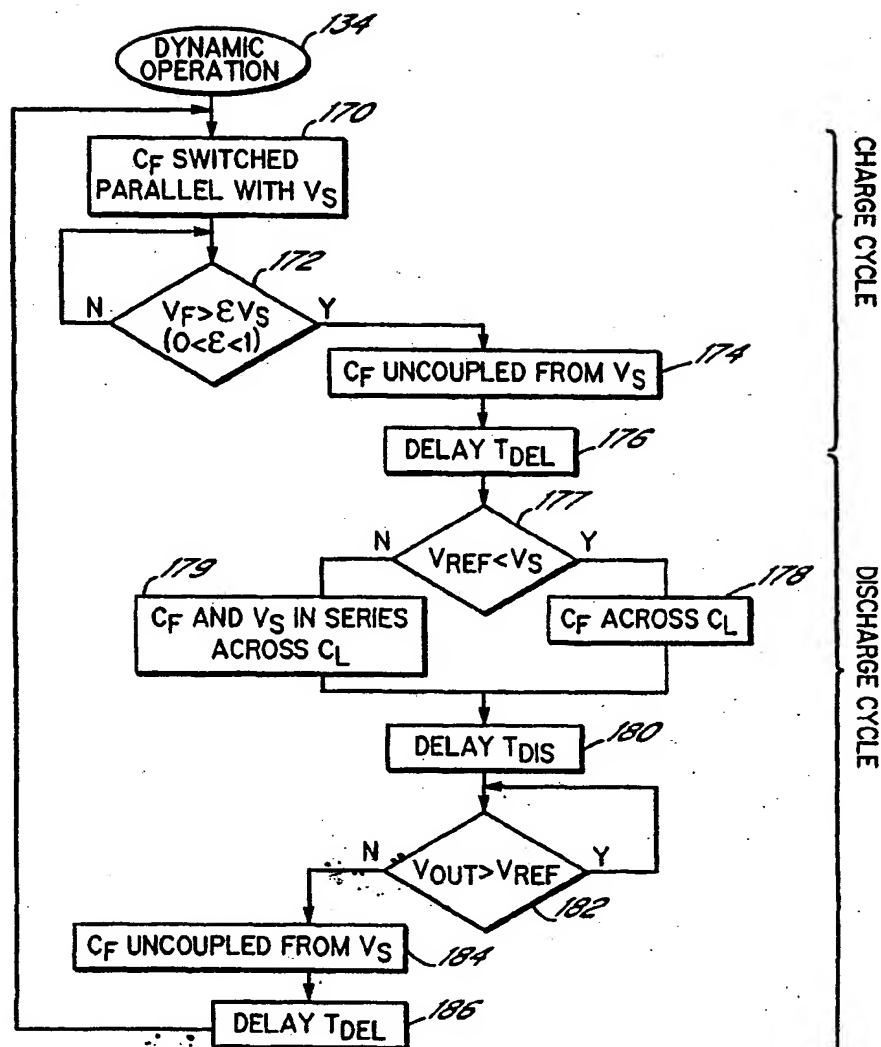 DYNAMIC
OPERATION
134
170
CF SWITCHED
PARALLEL WITH VS
172
N
VF>εVS
(0<ε<1)
Y
CF UNCOUPLED FROM VS
174
DELAY TDEL
176
177
N
VREF<VS
Y
179
CF AND VS IN SERIES
ACROSS CL
178
CF ACROSS CL
DELAY TDIS
180
N
VOUT>VREF
Y
182
CF UNCOUPLED FROM VS
184
DELAY TDEL
186
CHARGE CYCLE
DISCHARGE CYCLE